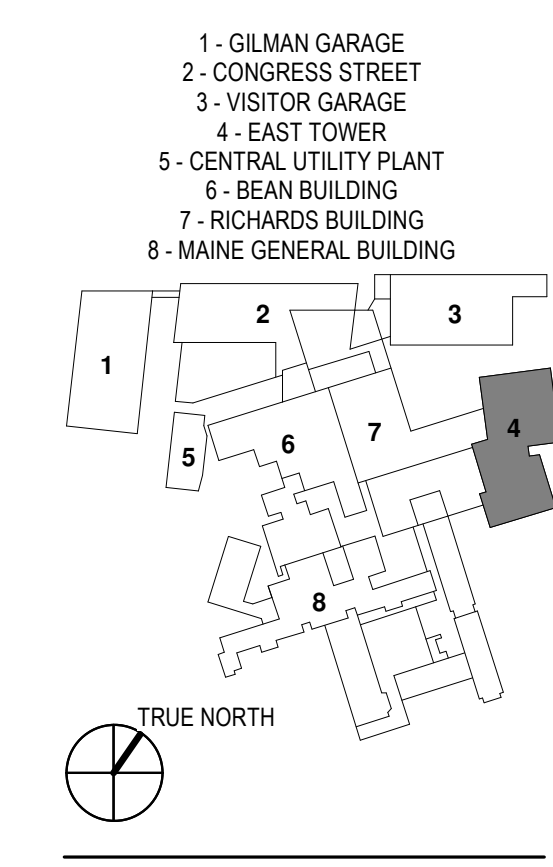 1 - GILMAN GARAGE
2 - CONGRESS STREET
3 - VISITOR GARAGE
4 - EAST TOWER
5 - CENTRAL UTILITY PLANT
6 - BEAN BUILDING
7 - RICHARDS BUILDING
8 - MAINE GENERAL BUILDING
2
3
1
4
7
6
5
8
TRUE NORTH